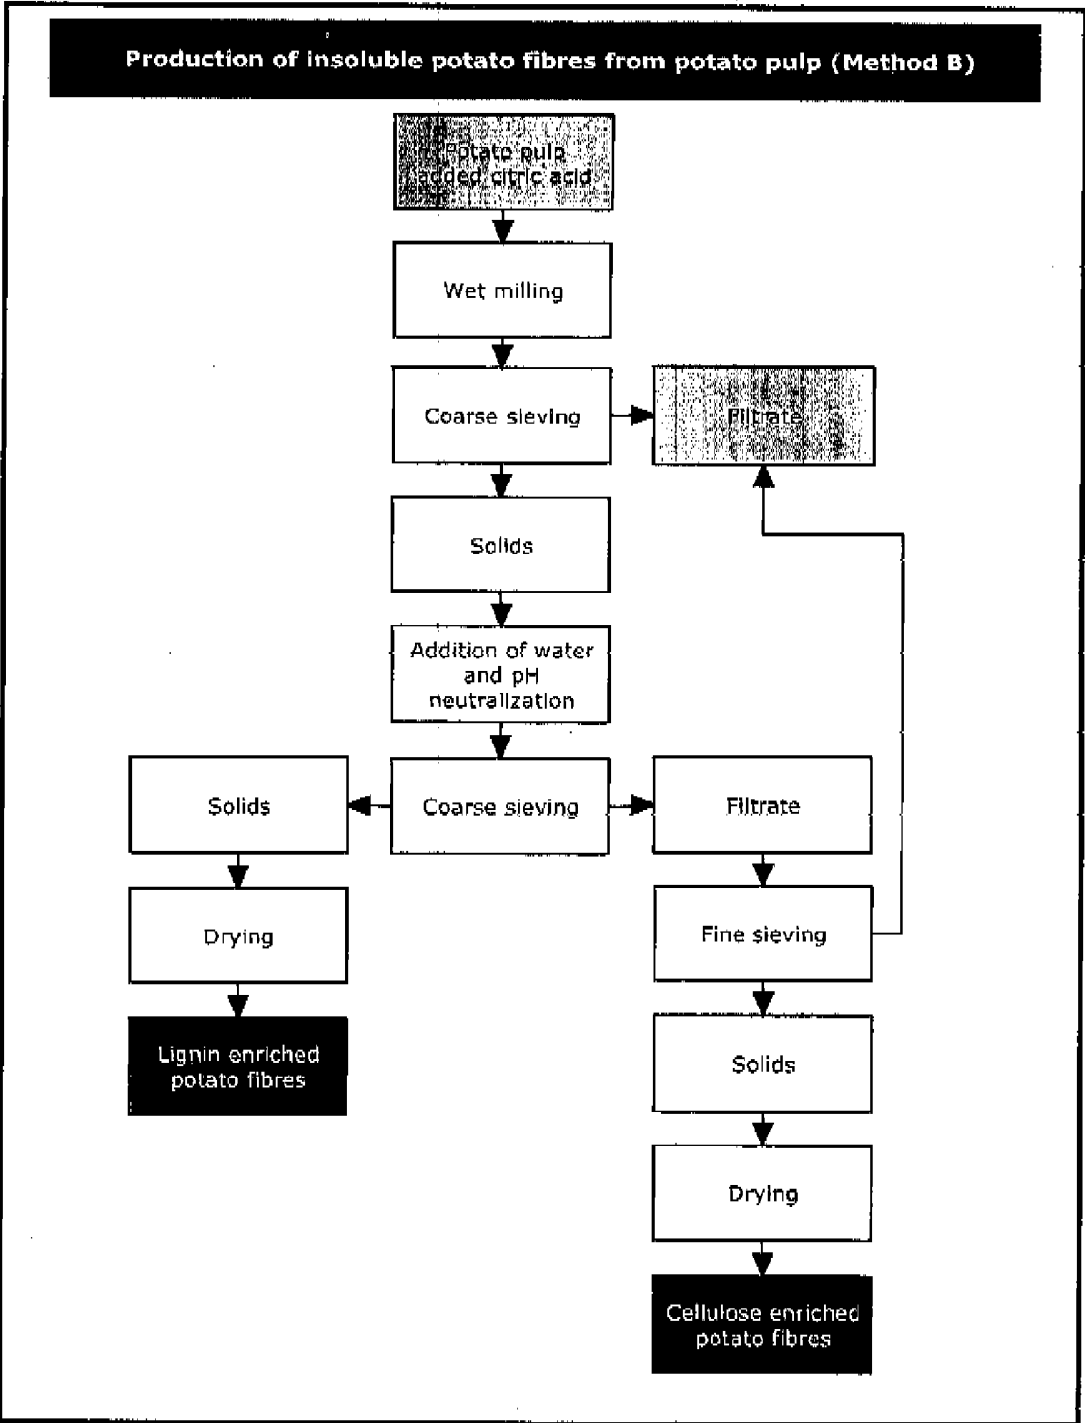 Production of insoluble potato fibres from potato pulp (Method B)
Potato pulp
added citric acid
Wet milling
Coarse sieving
Filtrate
Solids
Addition of water
and pH
neutralization
Solids
Coarse sieving
Filtrate
Drying
Fine sieving
Lignin enriched
potato fibres
Solids
Drying
Cellulose enriched
potato fibres